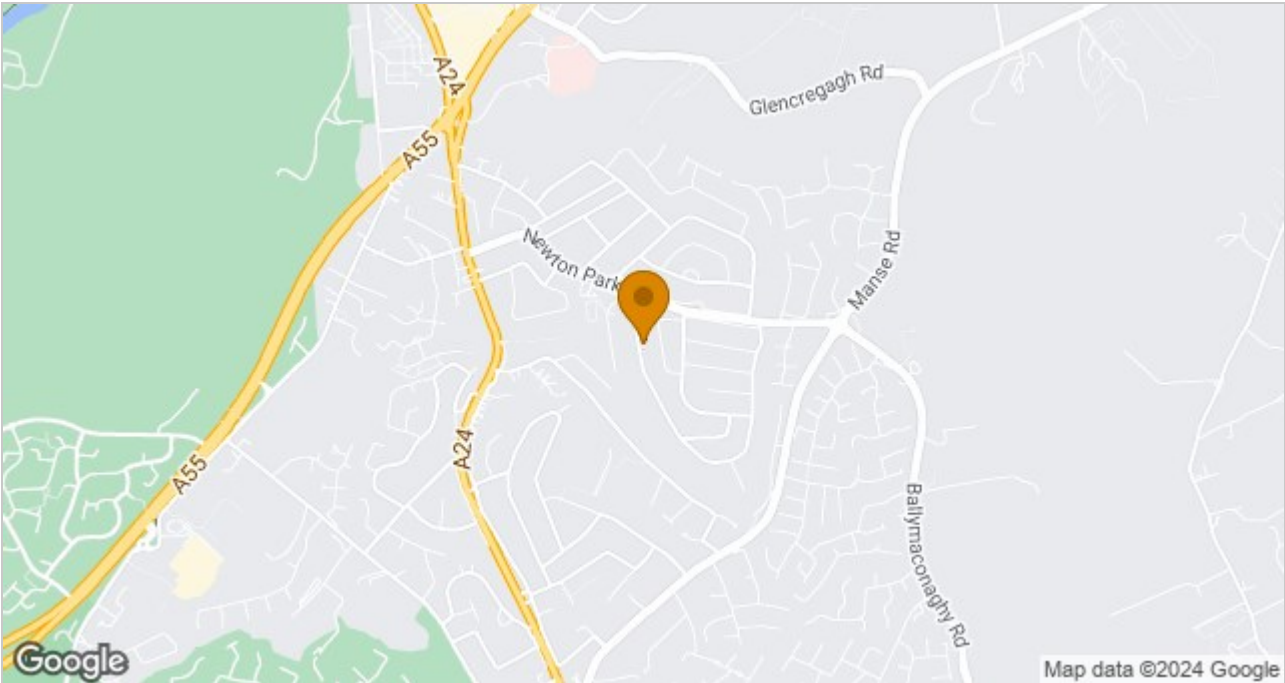 A24
Glencregagh Rd
A55
Newton Park
Manse Rd
A24
A55
Ballymaconaghy Rd
Google
Map data ©2024 Google